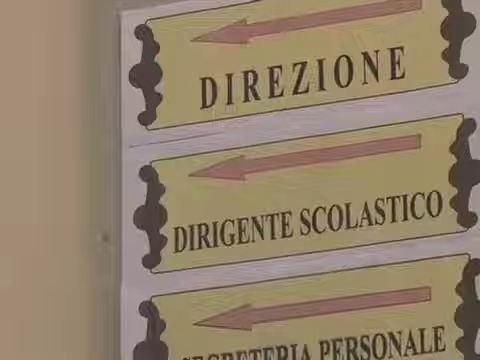 DIREZIONE
DIRIGENTE SCOLASTICO
SEGRETERIA PERSONALE